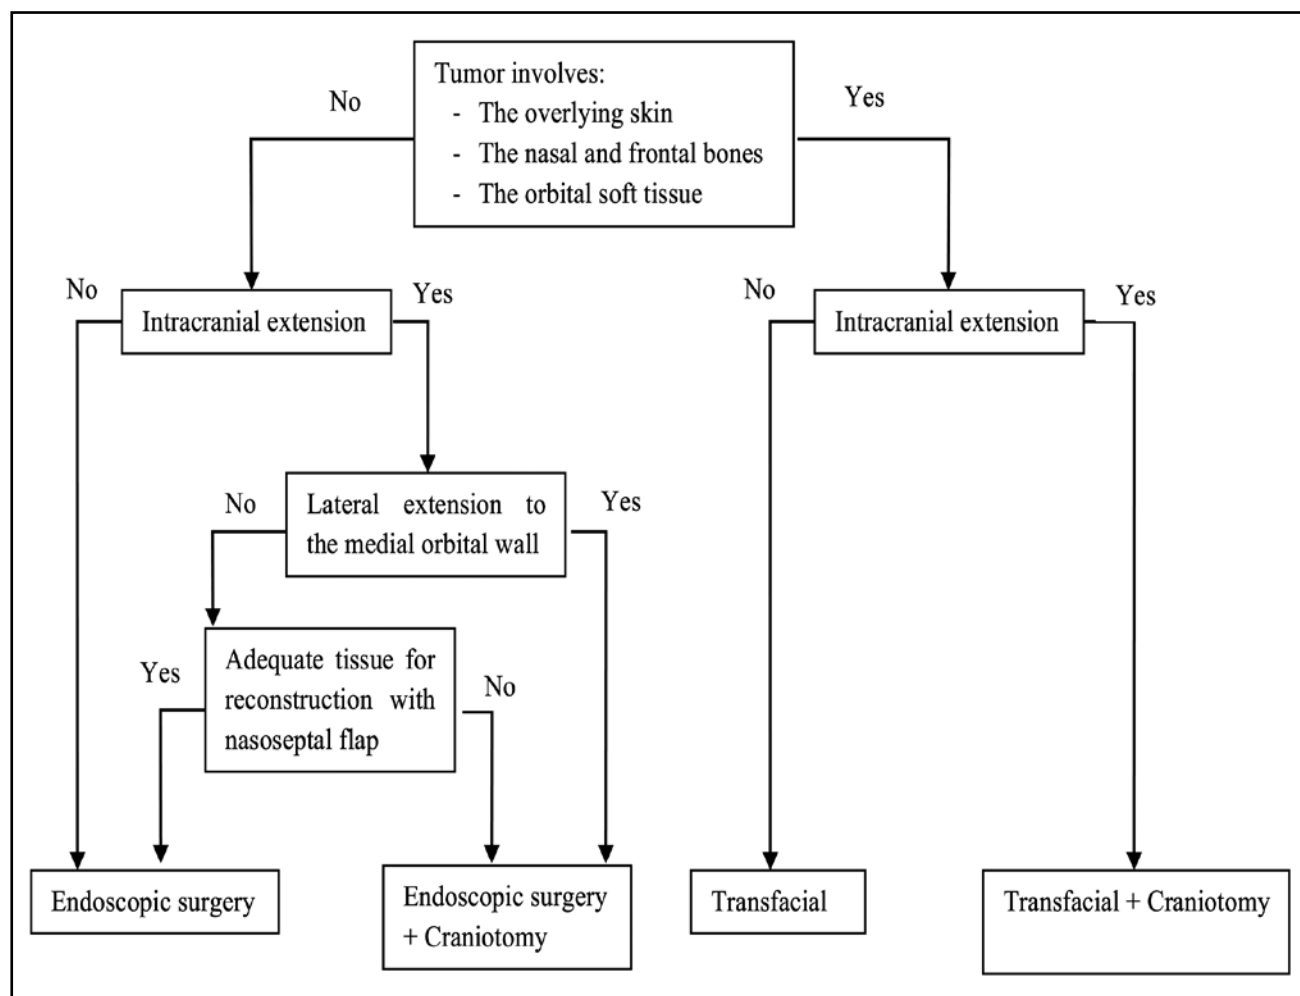 Tumor involves:
- The overlying skin
- The nasal and frontal bones
- The orbital soft tissue
No
Yes
No
Intracranial extension
Yes
No
Intracranial extension
Yes
No
Lateral extension to
the medial orbital wall
Yes
Yes
Adequate tissue for
reconstruction with
nasoseptal flap
No
Endoscopic surgery
Endoscopic surgery
+ Craniotomy
Transfacial
Transfacial + Craniotomy